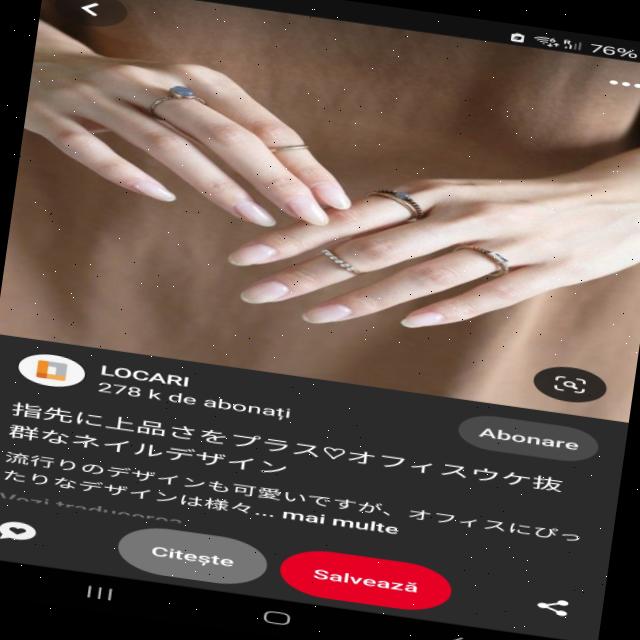 76%
LOCARI
278 k de abonați
Abonare
指先に上品さをプラス♡オフィスウケ抜
群なネイルデザイン
流行りのデザインも可愛いですが、オフィスにぴっ
たりなデザインは様々... mai multe
Vezi traducerea
Citește
Salvează